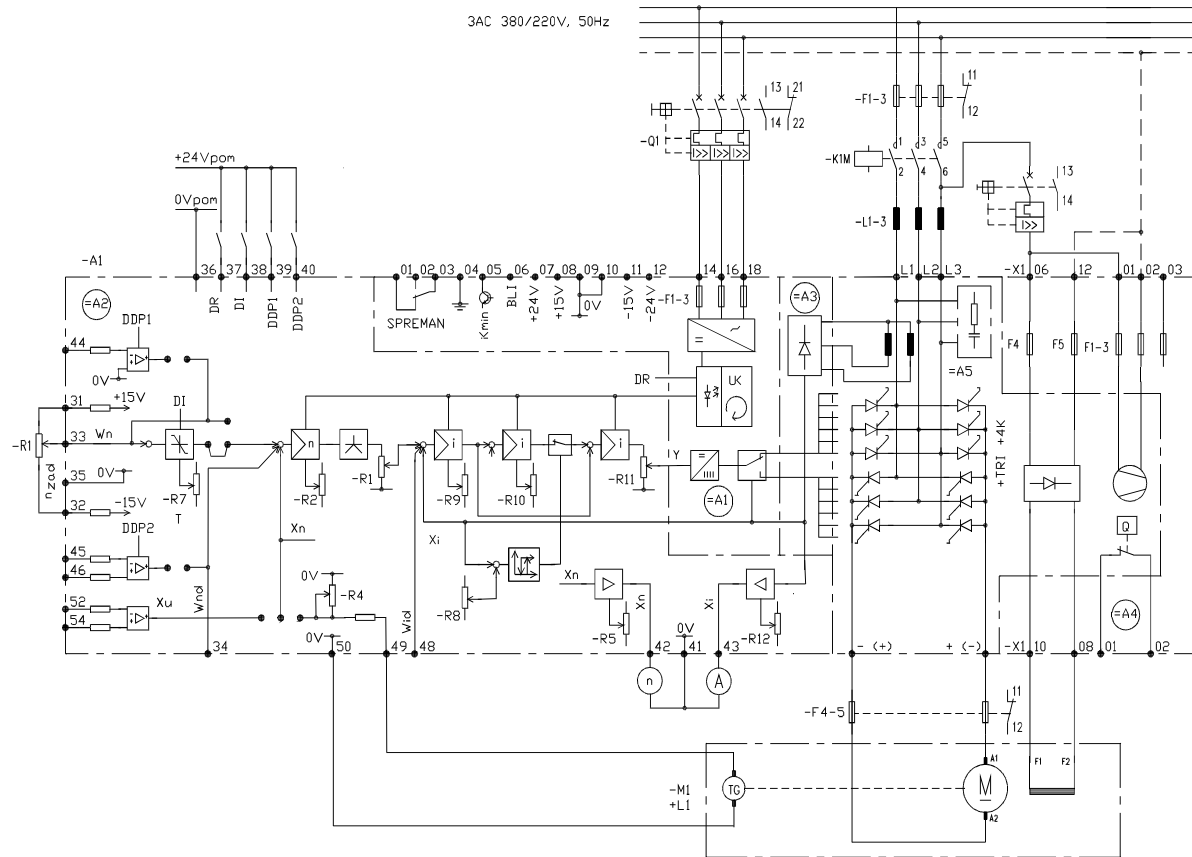 3AC 380/220V, 50Hz
-Q1
13
14
21
22
I>>
I>>
I>>
-F1-3
11
12
-K1M
1
2
3
4
5
6
-L1-3
13
14
I>>
+24Vpom
0Vpom
-A1
36 37 38 39 40
DR
DI
DDP1
DDP2
01 02 03 04 05 06 07 08 09 10 11 12
SPREMAN
Kmin
BLI
+24V
+15V
0V
-15V
-24V
14 16 18
-F1-3
=
~
L1 L2 L3
-X1 06 12 01 02 03
F4
F5
F1-3
=A2
=A3
=A5
DDP1
44
0V
31
+15V
-R1
33
Wn
DI
nzad
35
0V
-R7
T
32
-15V
DDP2
45
46
52
54
Xu
Wnd
34
n
-R2
Xn
-R1
i
-R9
i
-R10
i
-R11
DR
UK
Y
=
=A1
+TRI +4K
Xi
-R8
0V
-R4
0V
50
49
48
Wid
Xn
-R5
Xn
42
0V
41
Xi
43
-R12
n
A
- (+)
+ (-)
-X1 10 08 01 02
Q
=A4
-F4-5
11
12
-M1
+L1
TG
A1
M
A2
F1
F2